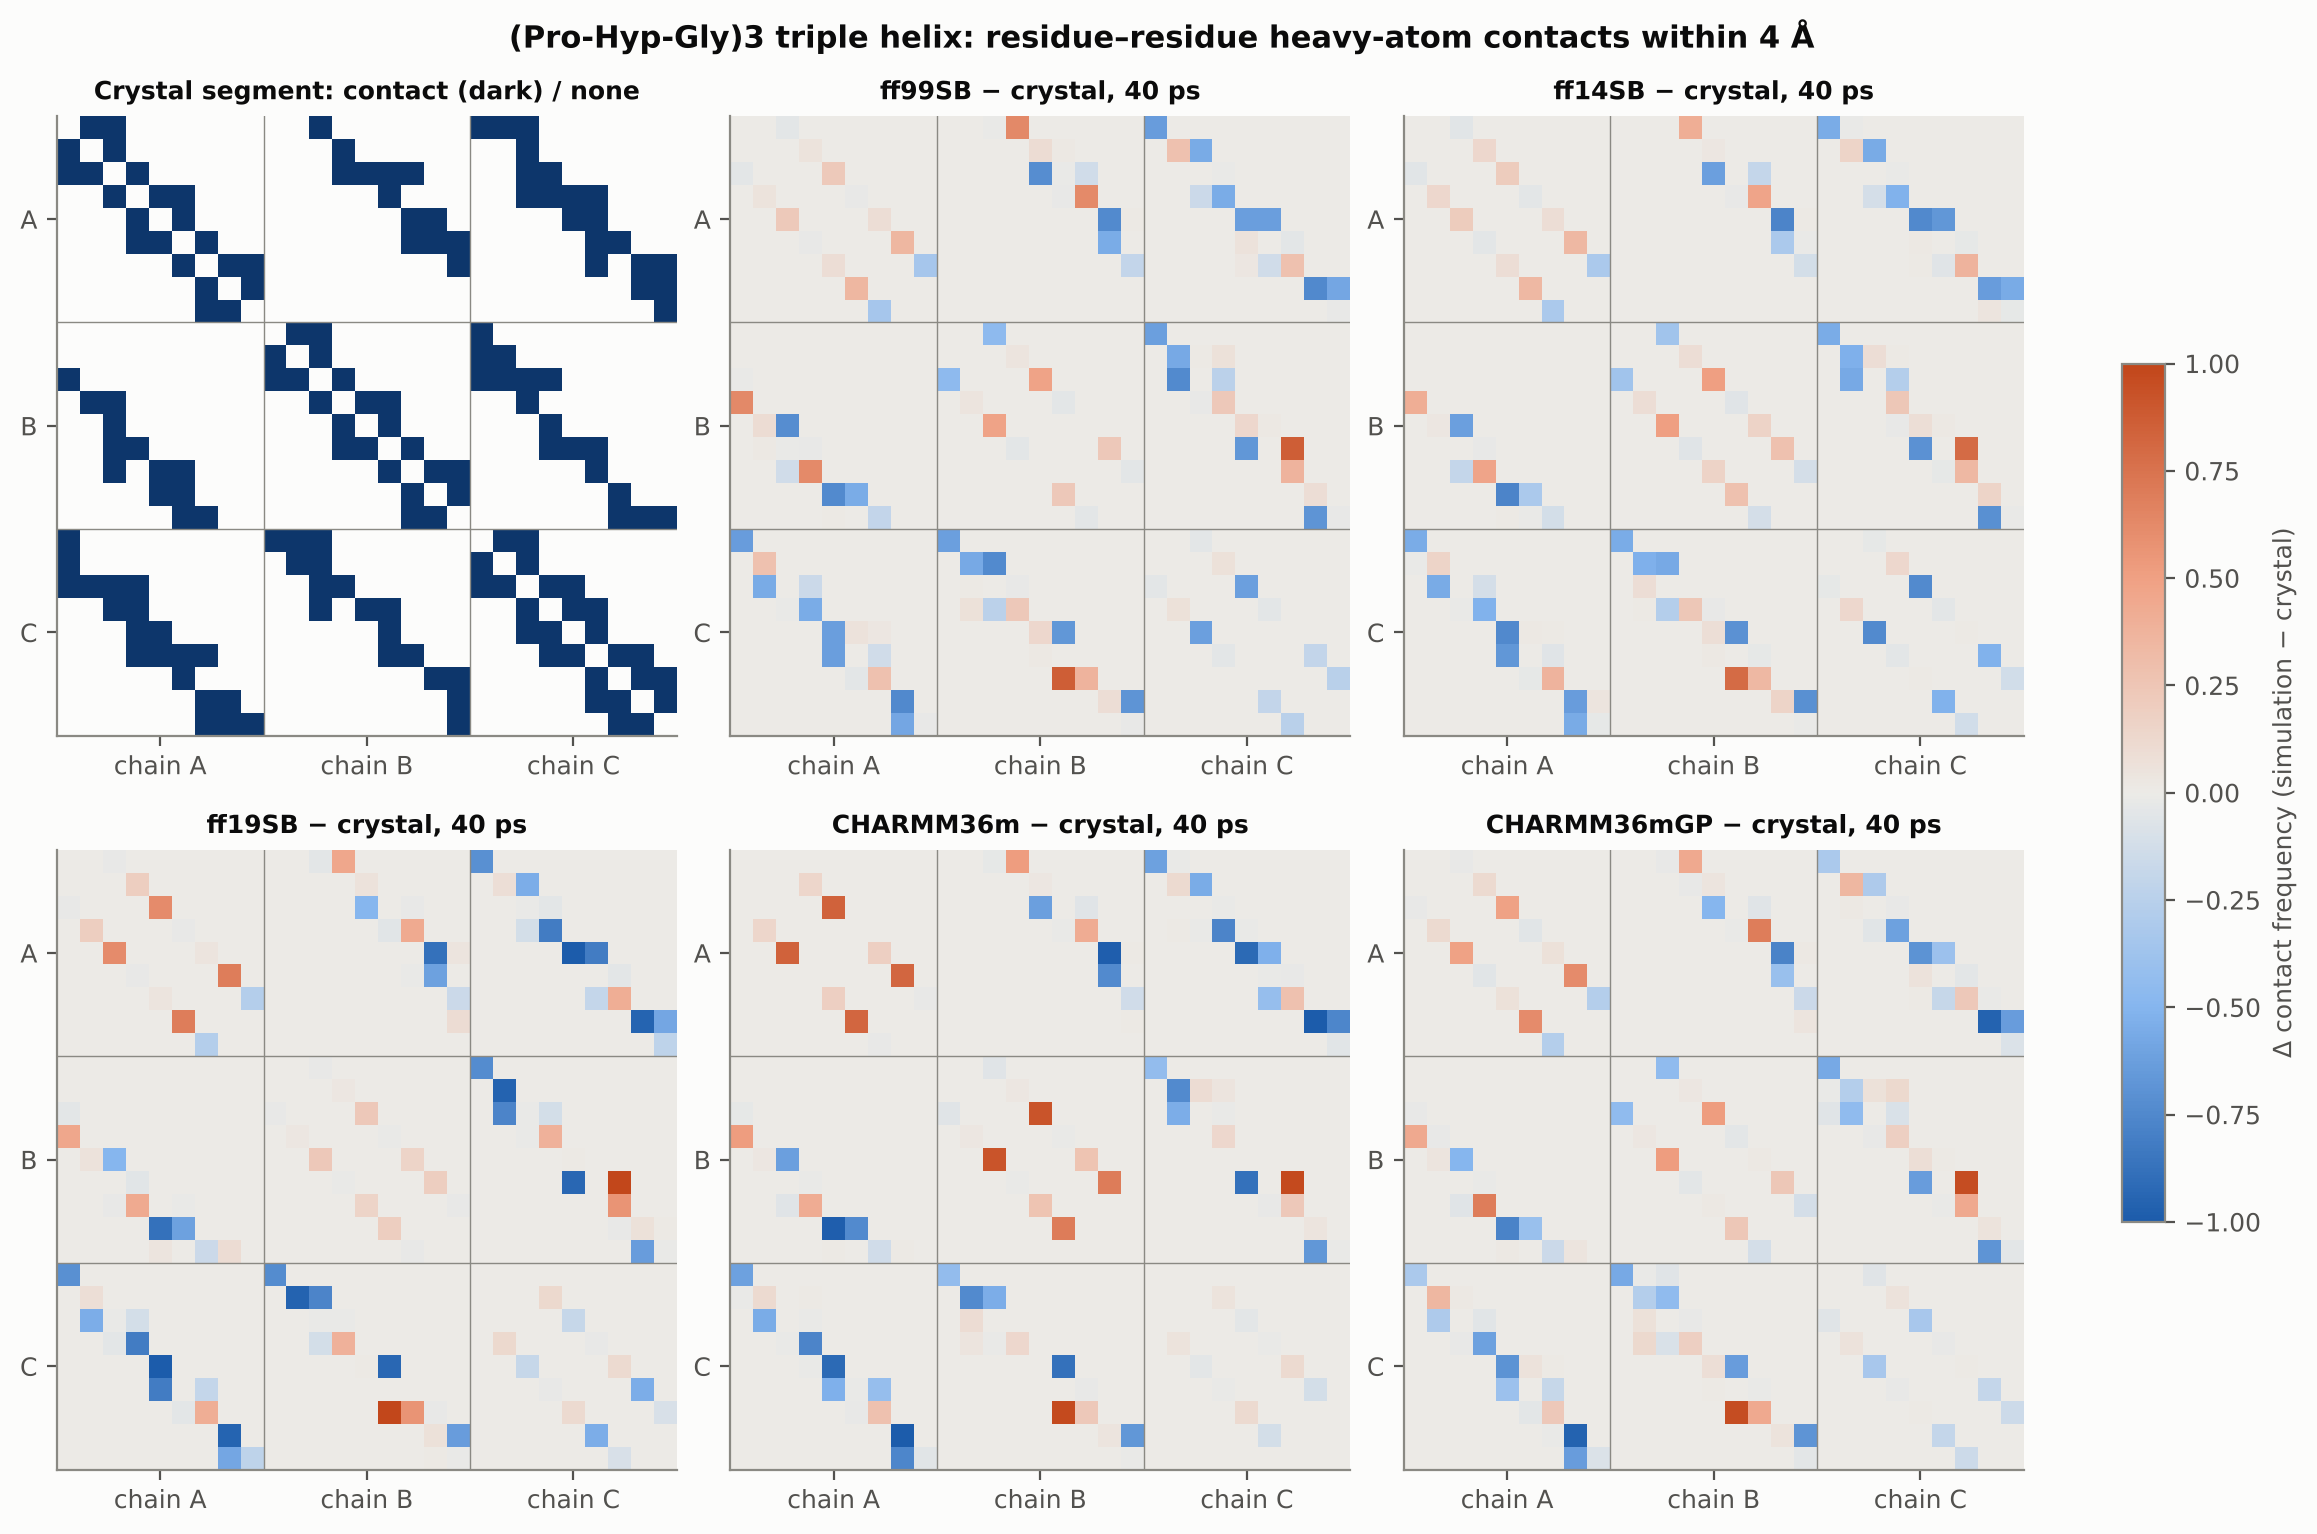 (Pro-Hyp-Gly)3 triple helix: residue–residue heavy-atom contacts within 4 Å
Crystal segment: contact (dark) / none
ff99SB − crystal, 40 ps
ff14SB − crystal, 40 ps
A
B
C
chain A
chain B
chain C
A
B
C
chain A
chain B
chain C
A
B
C
chain A
chain B
chain C
ff19SB − crystal, 40 ps
CHARMM36m − crystal, 40 ps
CHARMM36mGP − crystal, 40 ps
A
B
C
chain A
chain B
chain C
A
B
C
chain A
chain B
chain C
A
B
C
chain A
chain B
chain C
1.00
0.75
0.50
0.25
0.00
−0.25
−0.50
−0.75
−1.00
Δ contact frequency (simulation − crystal)